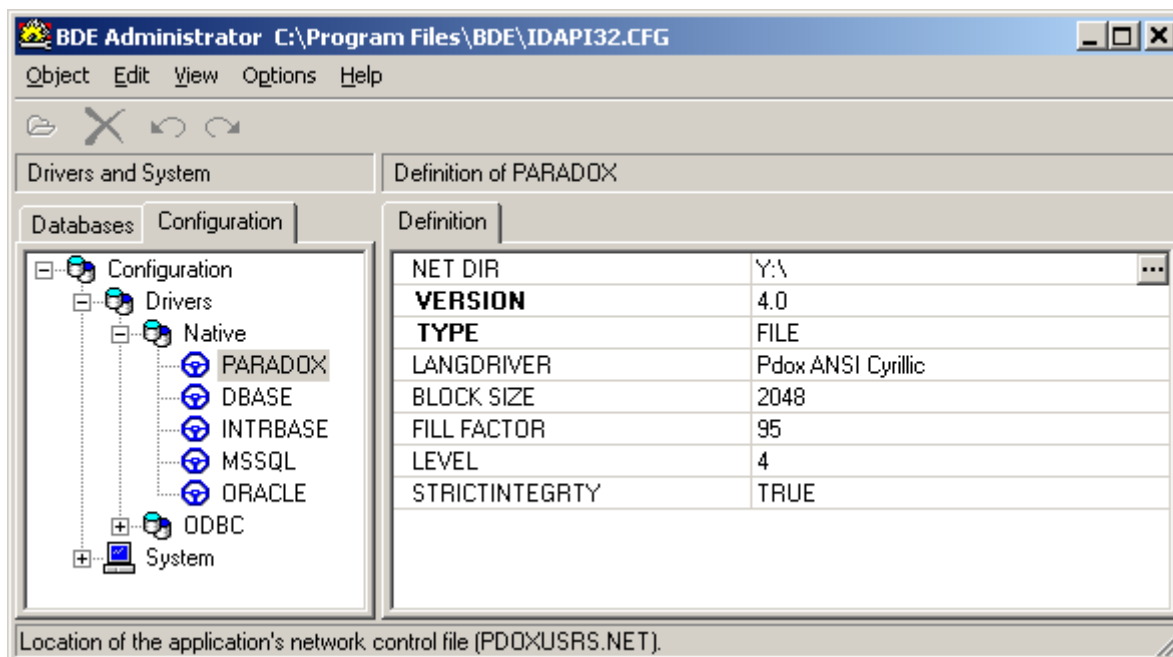 BDE Administrator C:\Program Files\BDE\IDAPI32.CFG
Object Edit View Options Help
Drivers and System
Definition of PARADOX
Databases Configuration
Definition
Configuration
Drivers
Native
PARADOX
DBASE
INTRBASE
MSSQL
ORACLE
ODBC
System
NET DIR Y:\ ...
VERSION 4.0
TYPE FILE
LANGDRIVER Pdox ANSI Cyrillic
BLOCK SIZE 2048
FILL FACTOR 95
LEVEL 4
STRICTINTEGRTY TRUE
Location of the application's network control file (PDOXUSRS.NET).